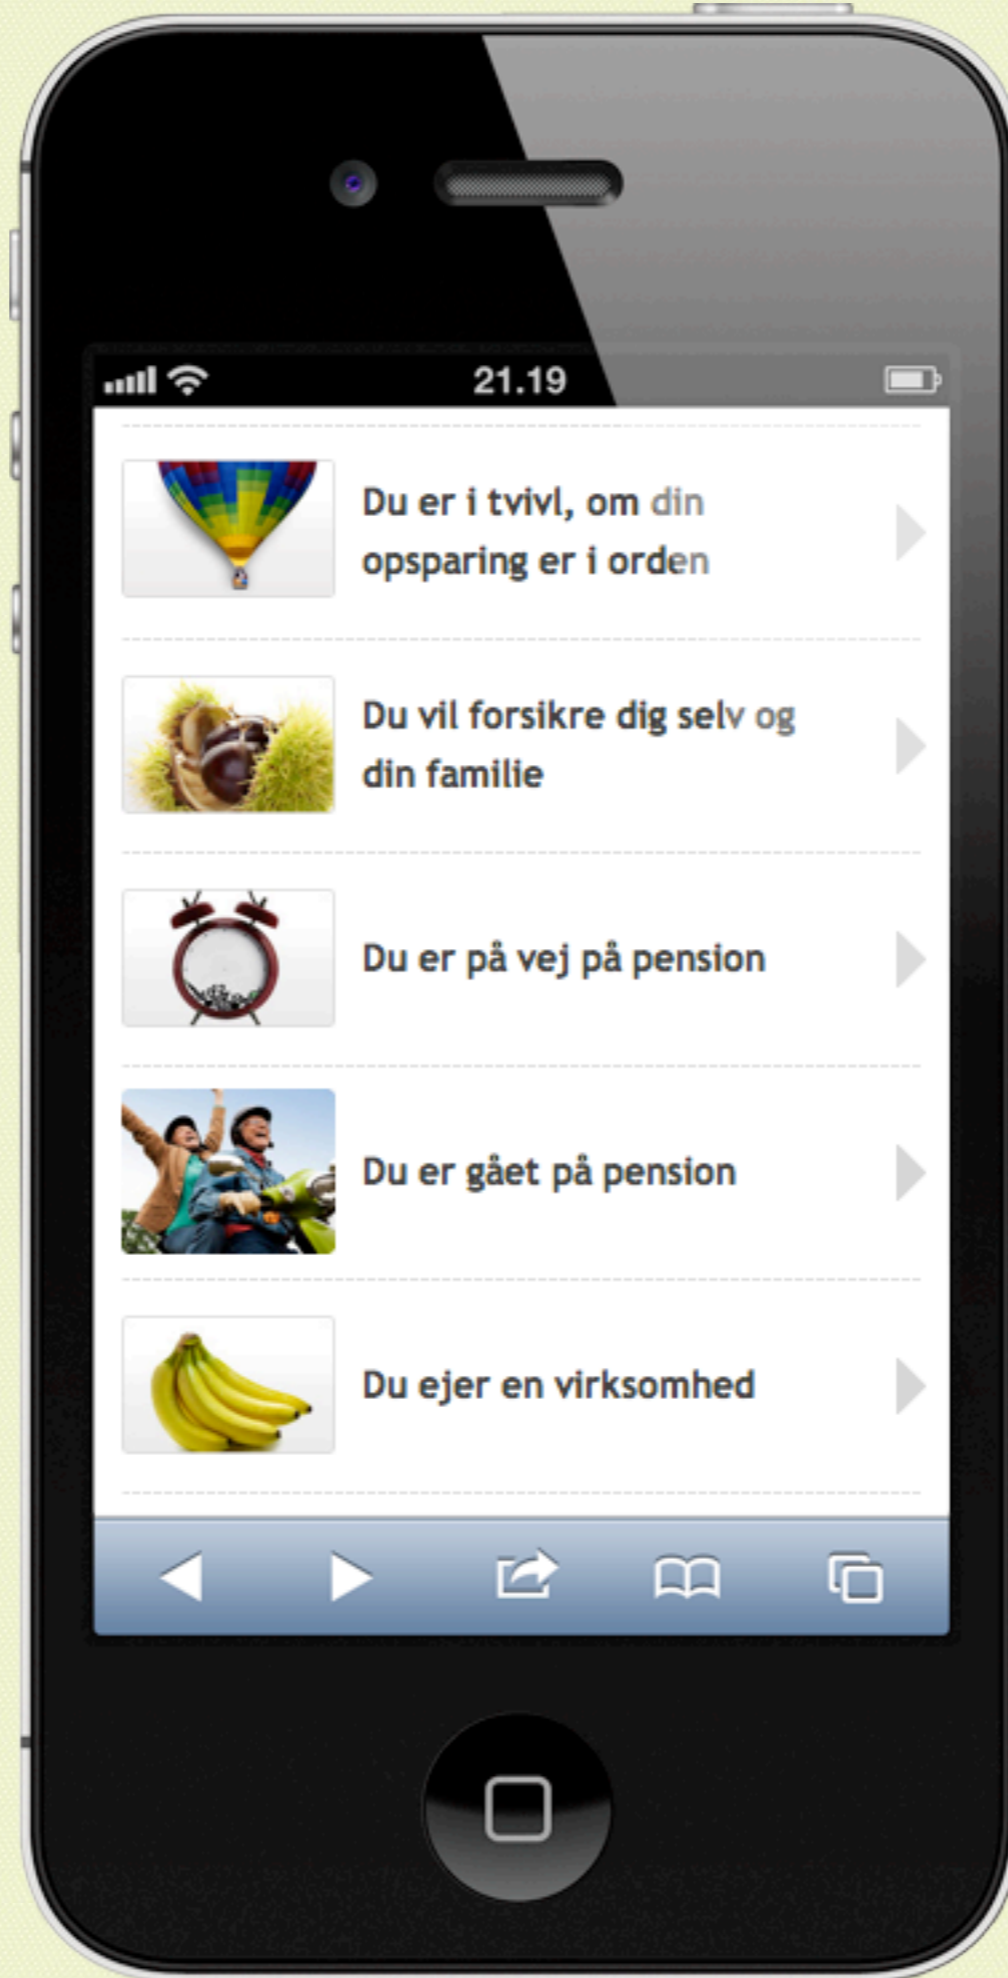 21.19
Du er i tvivl, om din
opsparing er i orden
Du vil forsikre dig selv og
din familie
Du er på vej på pension
Du er gået på pension
Du ejer en virksomhed